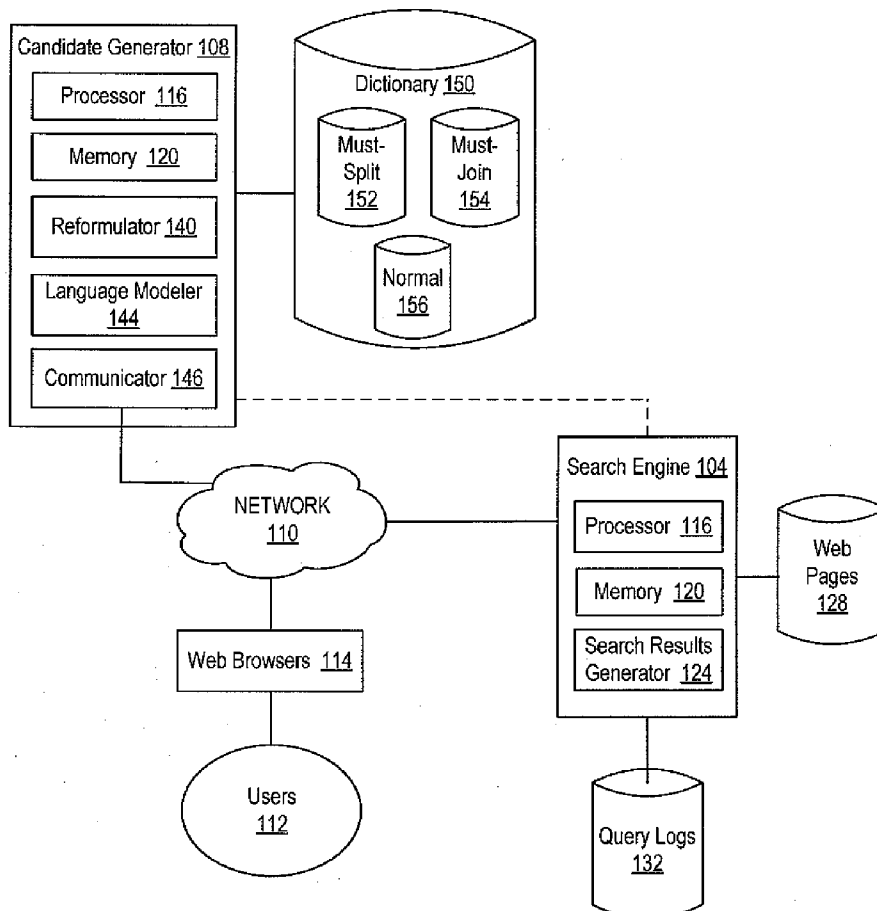 Candidate Generator 108
Processor 116
Memory 120
Reformulator 140
Language Modeler
144
Communicator 146
Dictionary 150
Must-
Split
152
Must-
Join
154
Normal
156
NETWORK
110
Web Browsers 114
Users
112
Search Engine 104
Processor 116
Memory 120
Search Results
Generator 124
Web
Pages
128
Query Logs
132